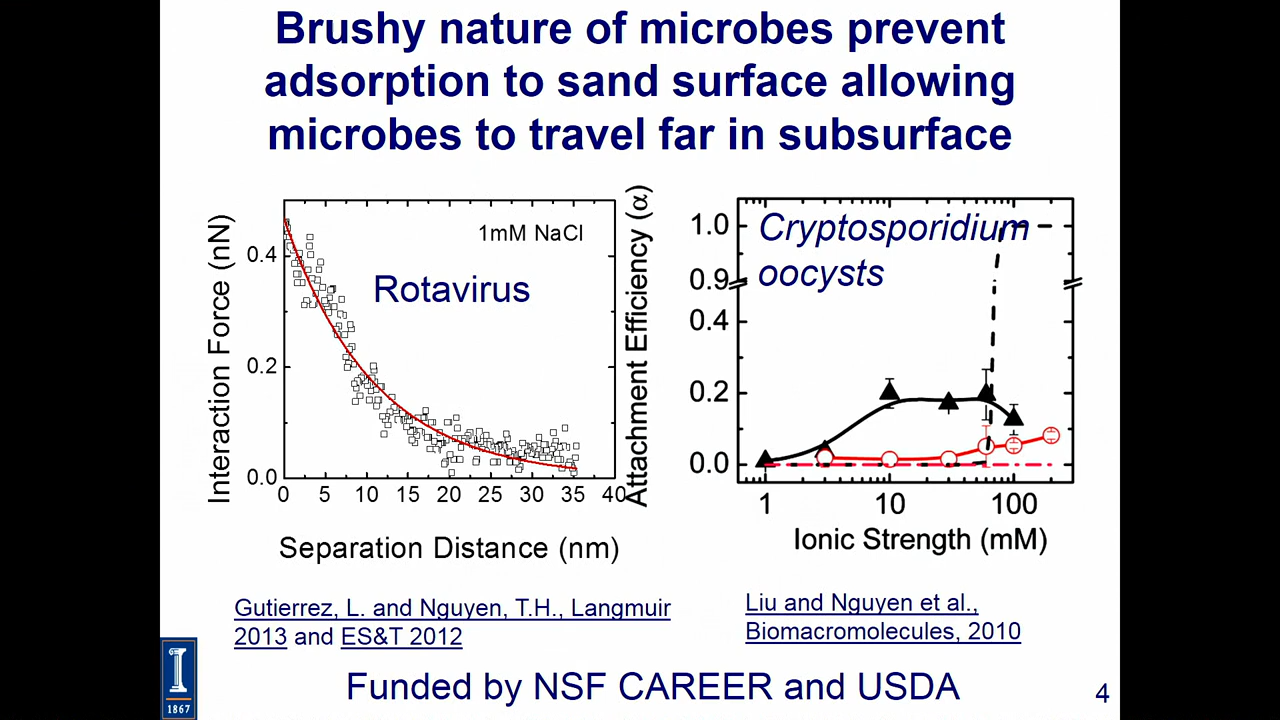 Brushy nature of microbes prevent
adsorption to sand surface allowing
microbes to travel far in subsurface
Interaction Force (nN)
0.4
0.2
0.0
1mM NaCl
Rotavirus
0 5 10 15 20 25 30 35 40
Separation Distance (nm)
Attachment Efficiency (α)
1.0
0.9
0.4
0.2
0.0
Cryptosporidium
oocysts
1 10 100
Ionic Strength (mM)
Gutierrez, L. and Nguyen, T.H., Langmuir
2013 and ES&T 2012
Liu and Nguyen et al.,
Biomacromolecules, 2010
I
1867
Funded by NSF CAREER and USDA
4